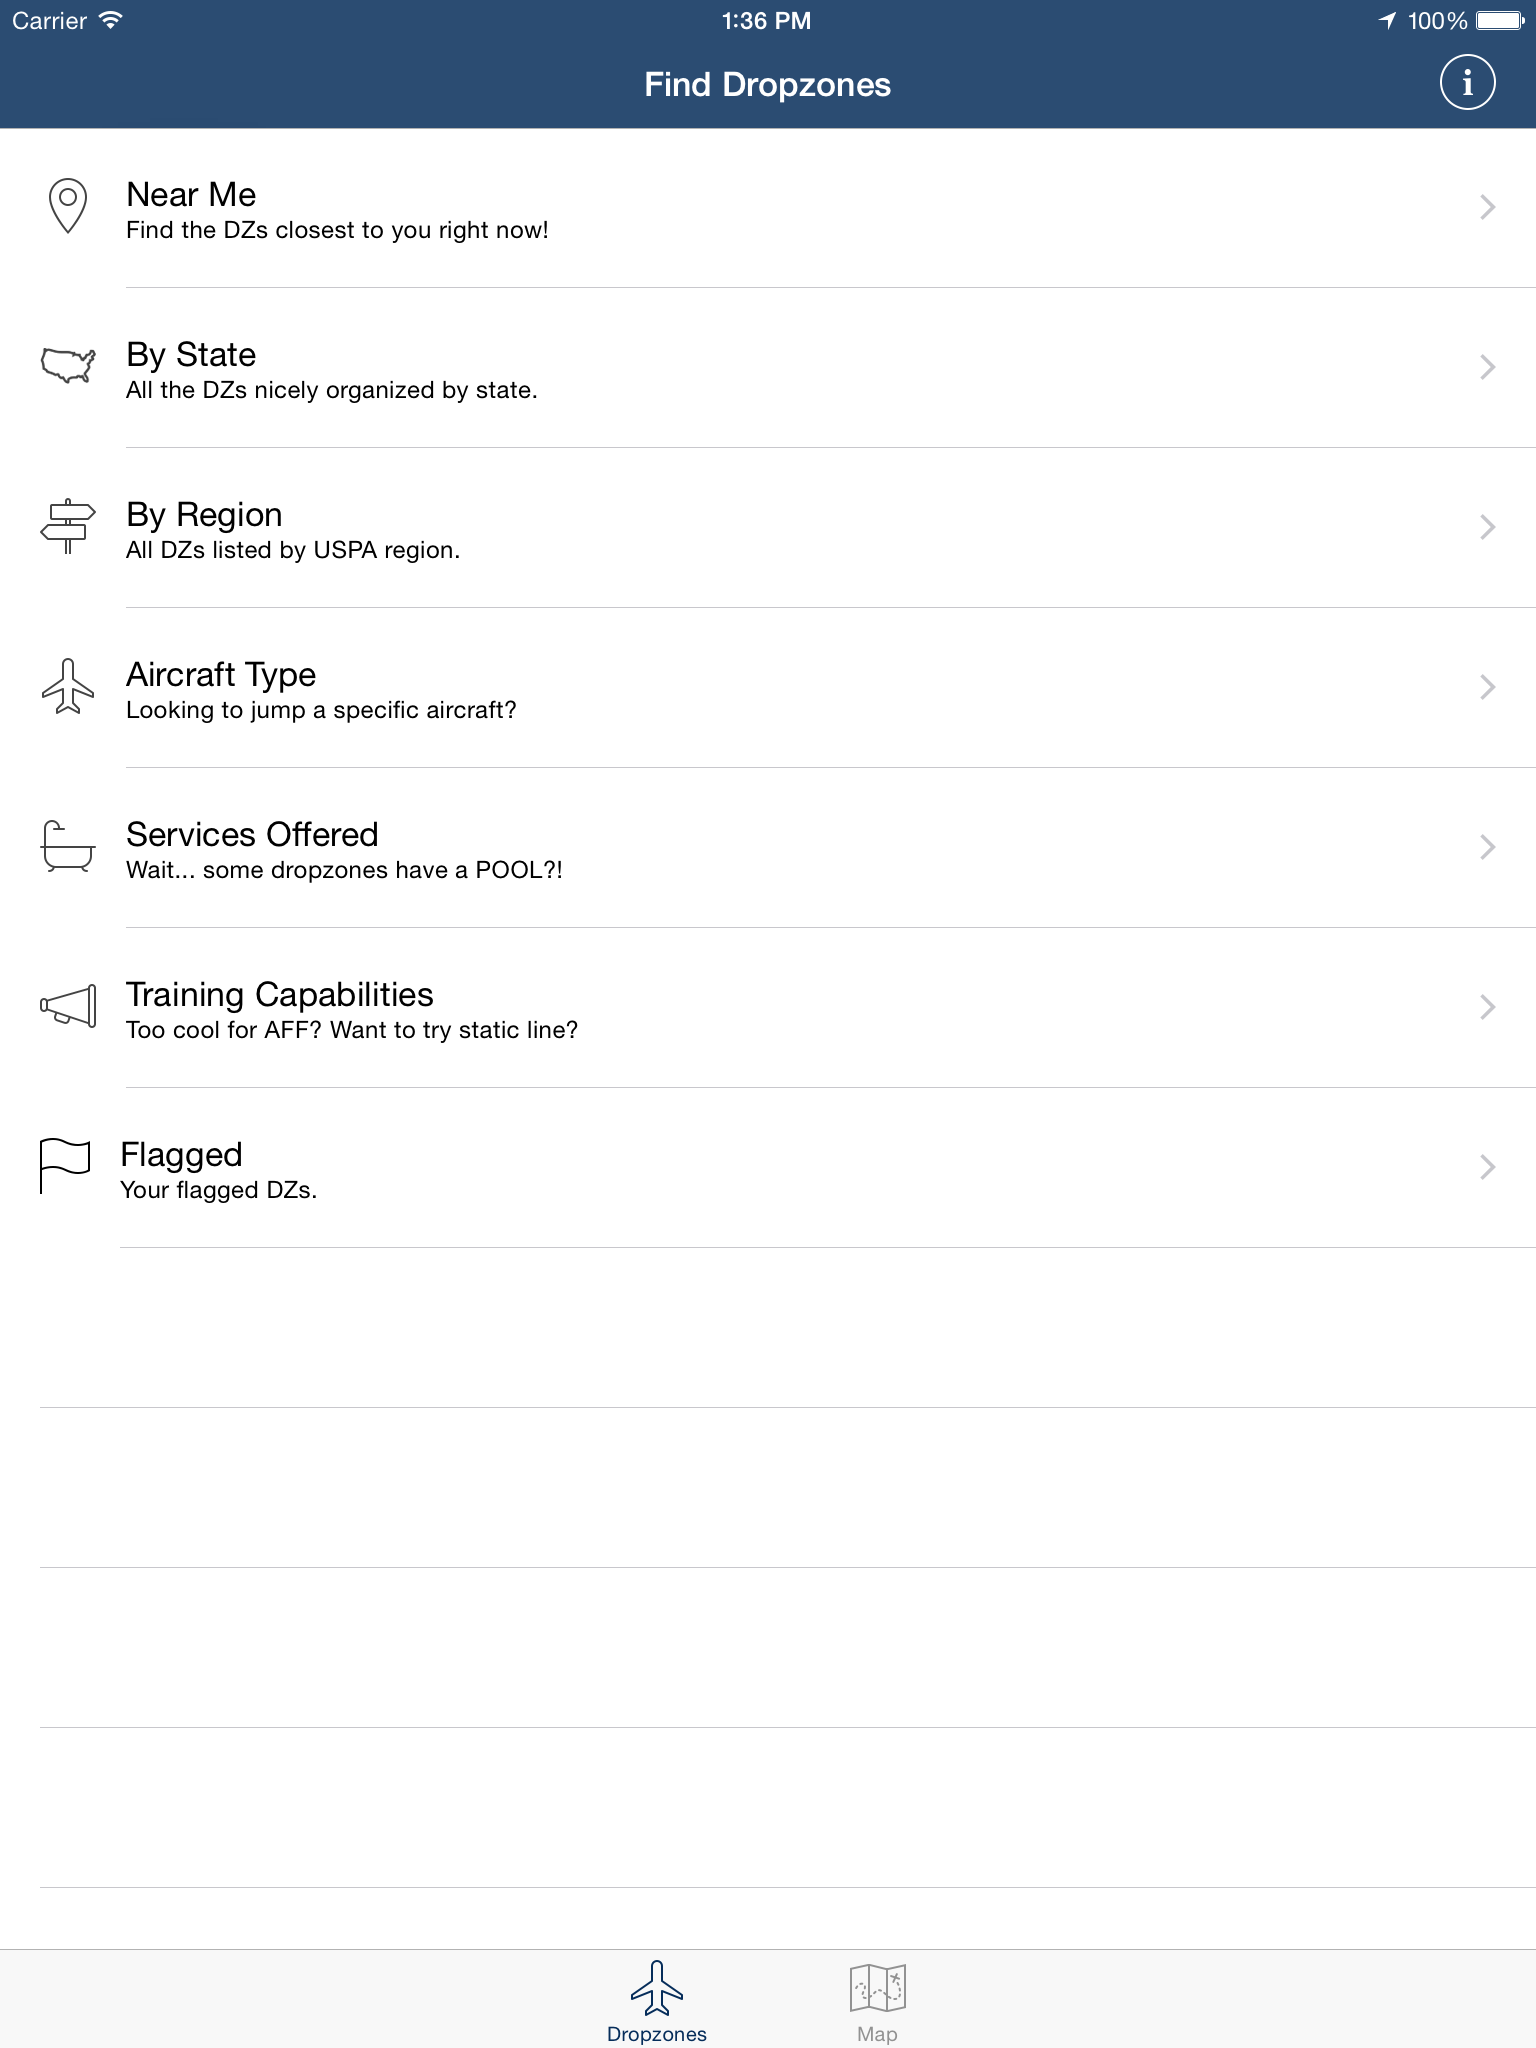 Carrier 1:36 PM 100%
Find Dropzones
i
Near Me
Find the DZs closest to you right now!
By State
All the DZs nicely organized by state.
By Region
All DZs listed by USPA region.
Aircraft Type
Looking to jump a specific aircraft?
Services Offered
Wait... some dropzones have a POOL?!
Training Capabilities
Too cool for AFF? Want to try static line?
Flagged
Your flagged DZs.
Dropzones Map